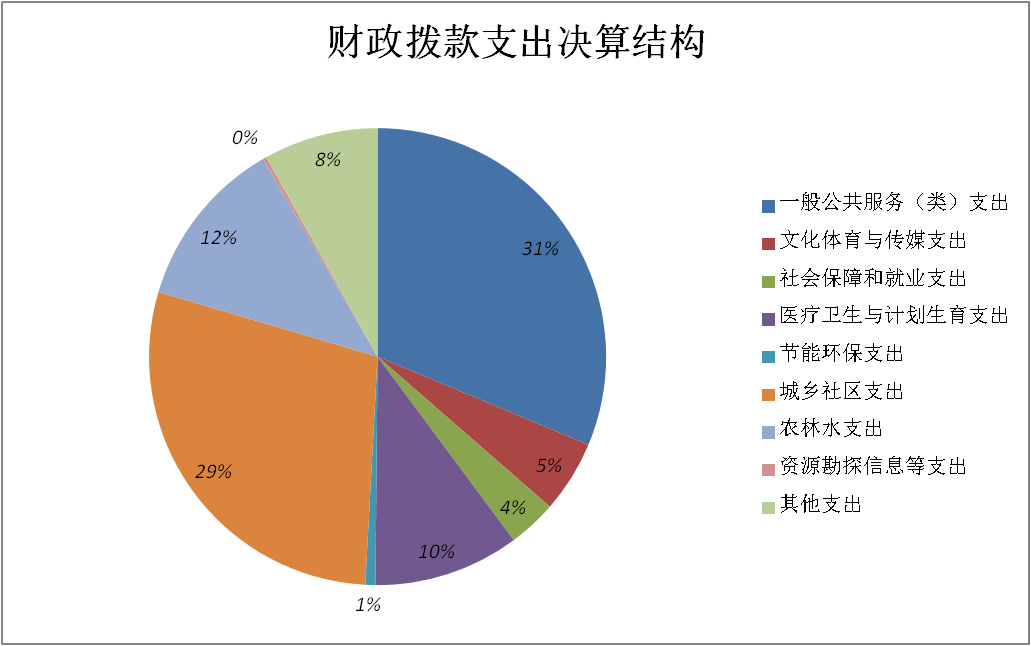 财政拨款支出决算结构
0%
8%
31%
12%
29%
5%
4%
10%
1%
一般公共服务（类）支出
文化体育与传媒支出
社会保障和就业支出
医疗卫生与计划生育支出
节能环保支出
城乡社区支出
农林水支出
资源勘探信息等支出
其他支出